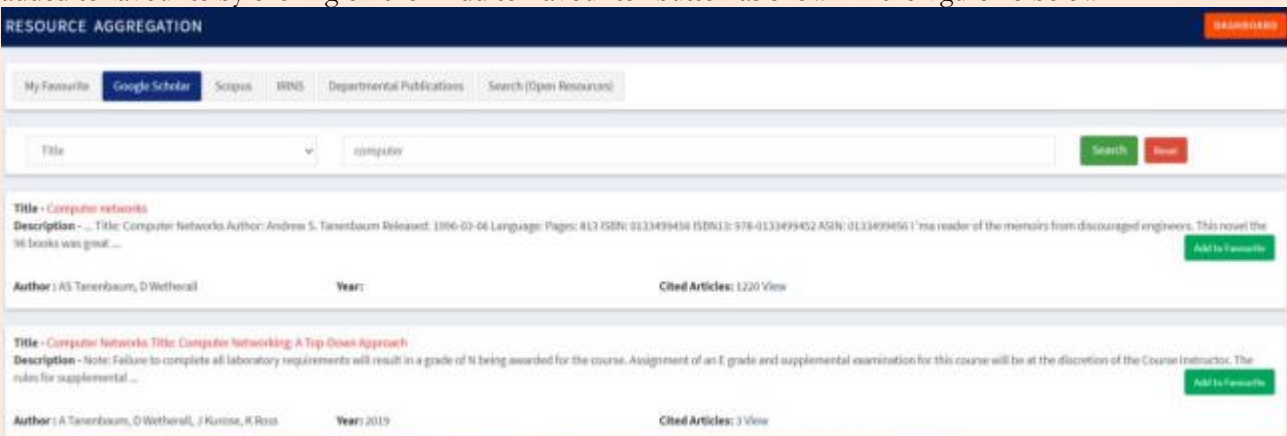 RESOURCE AGGREGATION
DASHBOARD
My Favourite Google Scholar Scopus IRINS Departmental Publications Search (Open Resources)
Title computer Search Reset
Title - Computer networks
Description - ... Title: Computer Networks Author: Andrew S. Tanenbaum Released: 1996-03-06 Language: Pages: 813 ISBN: 0133499456 ISBN13: 978-0133499452 ASIN: 0133499456 I'ma reader of the memoirs from discouraged engineers. This novel the
96 books was great ...
Add to Favourite
Author : AS Tanenbaum, D Wetherall Year: Cited Articles: 1220 View
Title - Computer Networks Title: Computer Networking: A Top-Down Approach
Description - Note: Failure to complete all laboratory requirements will result in a grade of N being awarded for the course. Assignment of an E grade and supplemental examination for this course will be at the discretion of the Course Instructor. The
rules for supplemental ...
Add to Favourite
Author : A Tanenbaum, D Wetherall, J Kurose, K Ross Year: 2019 Cited Articles: 3 View